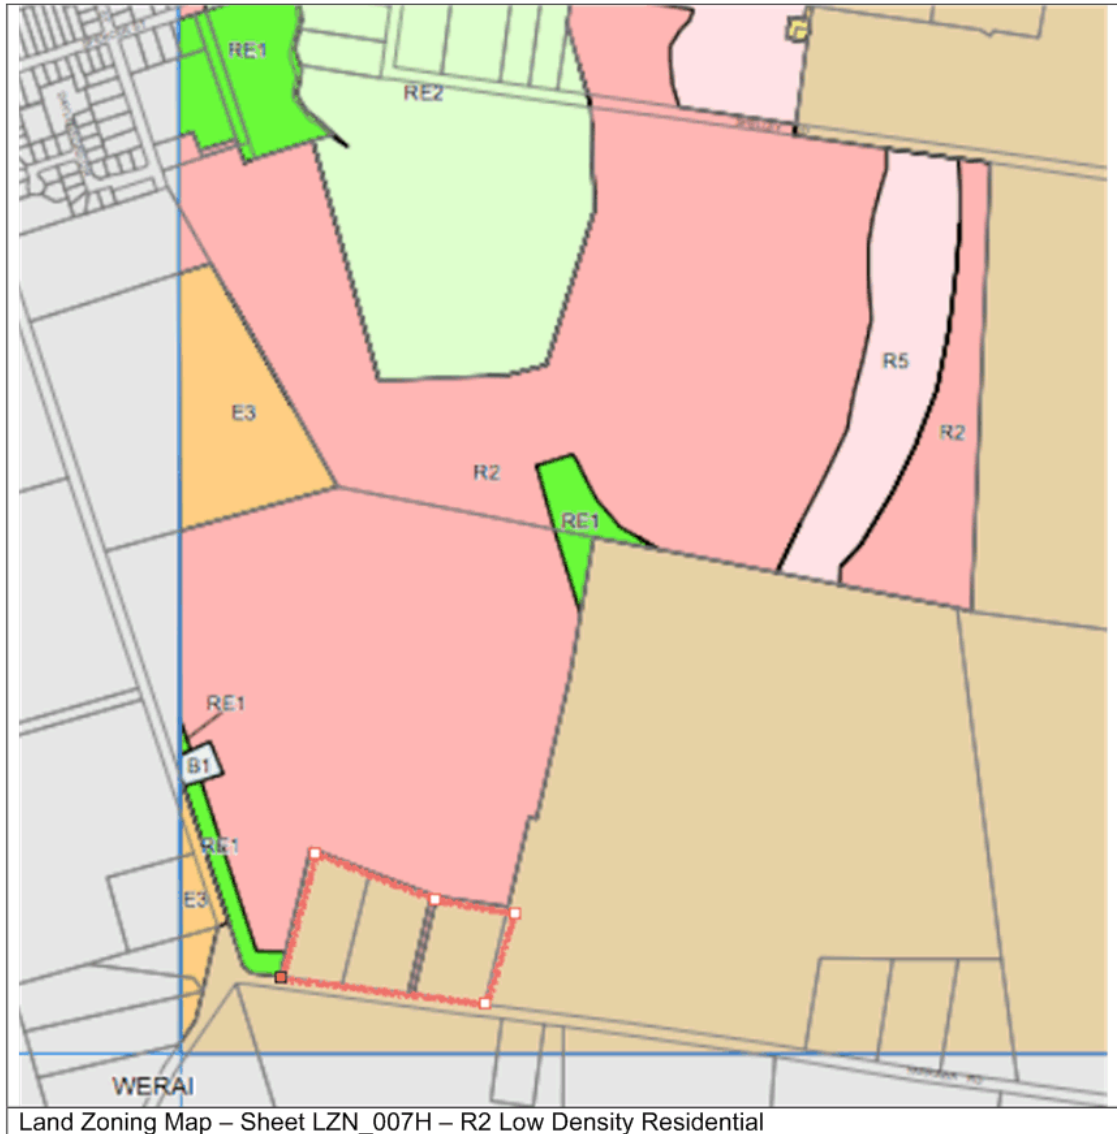 RE1
RE2
R5
E3
R2
R2
RE1
RE1
B1
RE1
E3
WERAI
Land Zoning Map – Sheet LZN_007H – R2 Low Density Residential